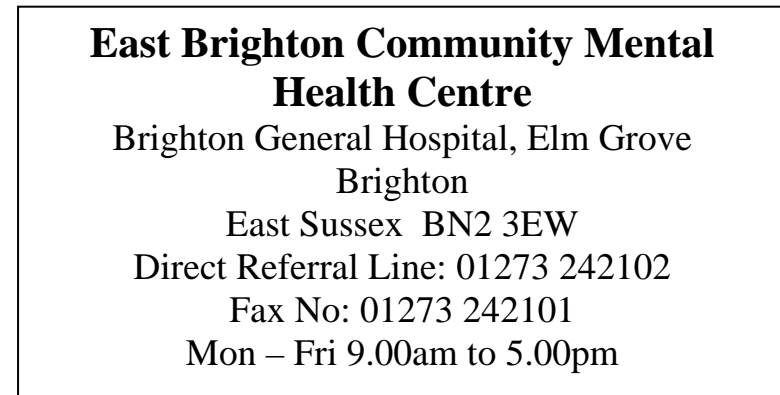 East Brighton Community Mental
Health Centre
Brighton General Hospital, Elm Grove
Brighton
East Sussex  BN2 3EW
Direct Referral Line: 01273 242102
Fax No: 01273 242101
Mon – Fri 9.00am to 5.00pm